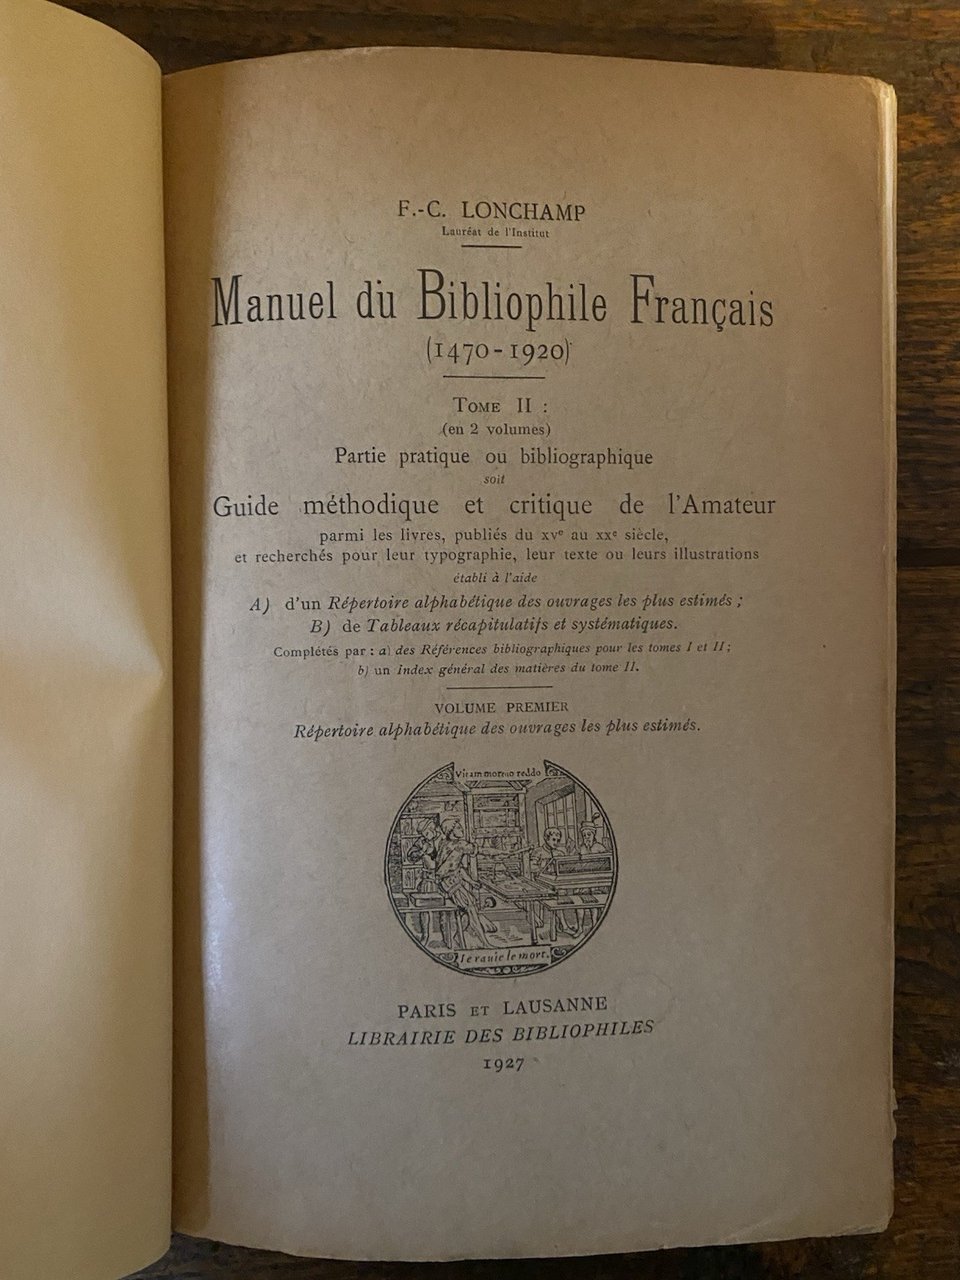 F.-C. LONCHAMP
Lauréat de l'Institut
Manuel du Bibliophile Français
(1470-1920)
TOME II :
(en 2 volumes)
Partie pratique ou bibliographique
soit
Guide méthodique et critique de l'Amateur
parmi les livres, publiés du XVe au XXe siècle,
et recherchés pour leur typographie, leur texte ou leurs illustrations
établi à l'aide
A) d'un Répertoire alphabétique des ouvrages les plus estimés ;
B) de Tableaux récapitulatifs et systématiques.
Complétés par : a) des Références bibliographiques pour les tomes I et II ;
b) un Index général des matières du tome II.
VOLUME PREMIER
Répertoire alphabétique des ouvrages les plus estimés.
Vitam mortuo reddo
Ie rauie le mort.
PARIS ET LAUSANNE
LIBRAIRIE DES BIBLIOPHILES
1927